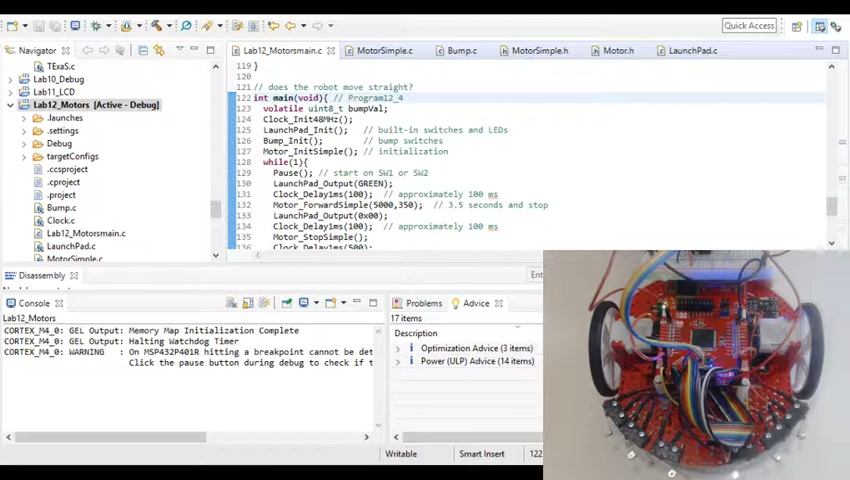 Quick Access
Navigator
TExaS.c
Lab10_Debug
Lab11_LCD
Lab12_Motors [Active - Debug]
.launches
.settings
Debug
targetConfigs
.ccsproject
.cproject
.project
Bump.c
Clock.c
Lab12_Motorsmain.c
LaunchPad.c
MotorSimple.c
Lab12_Motorsmain.c
MotorSimple.c
Bump.c
MotorSimple.h
Motor.h
LaunchPad.c
119 }
120
121 // does the robot move straight?
122 int main(void){ // Program12_4
123 volatile uint8_t bumpVal;
124 Clock_Init48MHz();
125 LaunchPad_Init(); // built-in switches and LEDs
126 Bump_Init(); // bump switches
127 Motor_InitSimple(); // initialization
128 while(1){
129 Pause(); // start on SW1 or SW2
130 LaunchPad_Output(GREEN);
131 Clock_Delay1ms(100); // approximately 100 ms
132 Motor_ForwardSimple(5000,350); // 3.5 seconds and stop
133 LaunchPad_Output(0x00);
134 Clock_Delay1ms(100); // approximately 100 ms
135 Motor_StopSimple();
136 Clock_Delay1ms(500);
Disassembly
Console
Lab12_Motors
CORTEX_M4_0: GEL Output: Memory Map Initialization Complete
CORTEX_M4_0: GEL Output: Halting Watchdog Timer
CORTEX_M4_0: WARNING : On MSP432P401R hitting a breakpoint cannot be det
Click the pause button during debug to check if t
Problems
Advice
17 items
Description
Optimization Advice (3 items)
Power (ULP) Advice (14 items)
Writable
Smart Insert
122